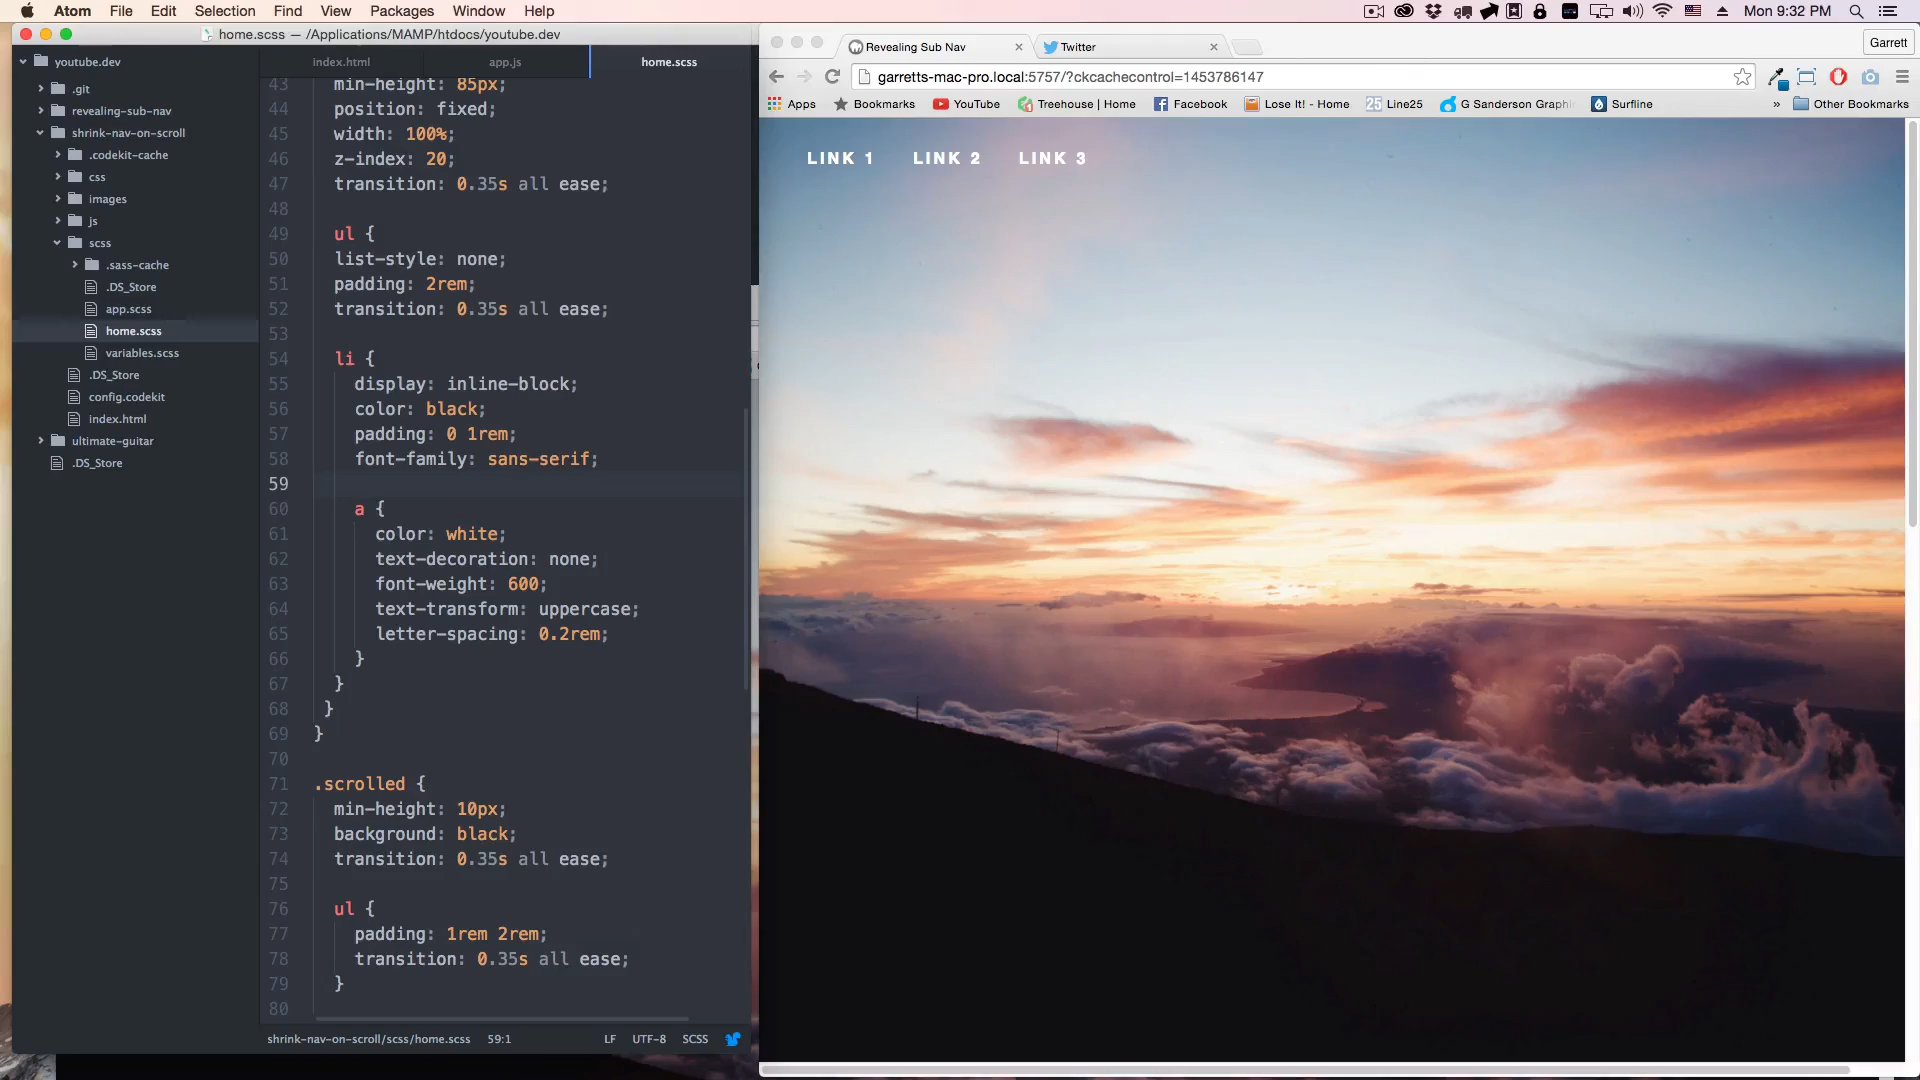 Atom File Edit Selection Find View Packages Window Help
Mon 9:32 PM
home.scss — /Applications/MAMP/htdocs/youtube.dev
youtube.dev
.git
revealing-sub-nav
shrink-nav-on-scroll
.codekit-cache
css
images
js
scss
.sass-cache
.DS_Store
app.scss
home.scss
variables.scss
.DS_Store
config.codekit
index.html
ultimate-guitar
.DS_Store
index.html app.js home.scss
43 min-height: 85px;
44 position: fixed;
45 width: 100%;
46 z-index: 20;
47 transition: 0.35s all ease;
48
49 ul {
50 list-style: none;
51 padding: 2rem;
52 transition: 0.35s all ease;
53
54 li {
55 display: inline-block;
56 color: black;
57 padding: 0 1rem;
58 font-family: sans-serif;
59
60 a {
61 color: white;
62 text-decoration: none;
63 font-weight: 600;
64 text-transform: uppercase;
65 letter-spacing: 0.2rem;
66 }
67 }
68 }
69 }
70
71 .scrolled {
72 min-height: 10px;
73 background: black;
74 transition: 0.35s all ease;
75
76 ul {
77 padding: 1rem 2rem;
78 transition: 0.35s all ease;
79 }
80
shrink-nav-on-scroll/scss/home.scss 59:1 LF UTF-8 SCSS
Revealing Sub Nav Twitter Garrett
garretts-mac-pro.local:5757/?ckcachecontrol=1453786147
Apps Bookmarks YouTube Treehouse | Home Facebook Lose It! - Home 25 Line25 G Sanderson Graphi Surfline » Other Bookmarks
LINK 1 LINK 2 LINK 3